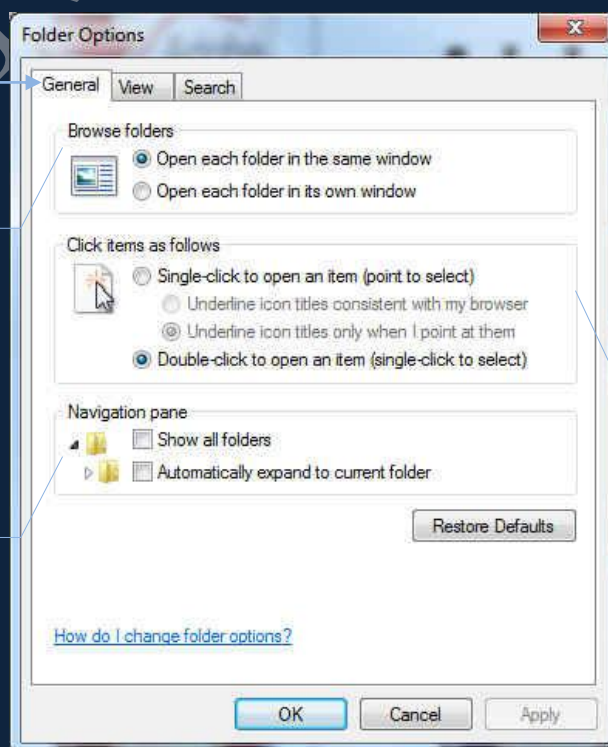 Folder Options
General View Search
Browse folders
Open each folder in the same window
Open each folder in its own window
Click items as follows
Single-click to open an item (point to select)
Underline icon titles consistent with my browser
Underline icon titles only when I point at them
Double-click to open an item (single-click to select)
Navigation pane
Show all folders
Automatically expand to current folder
Restore Defaults
How do I change folder options?
OK Cancel Apply